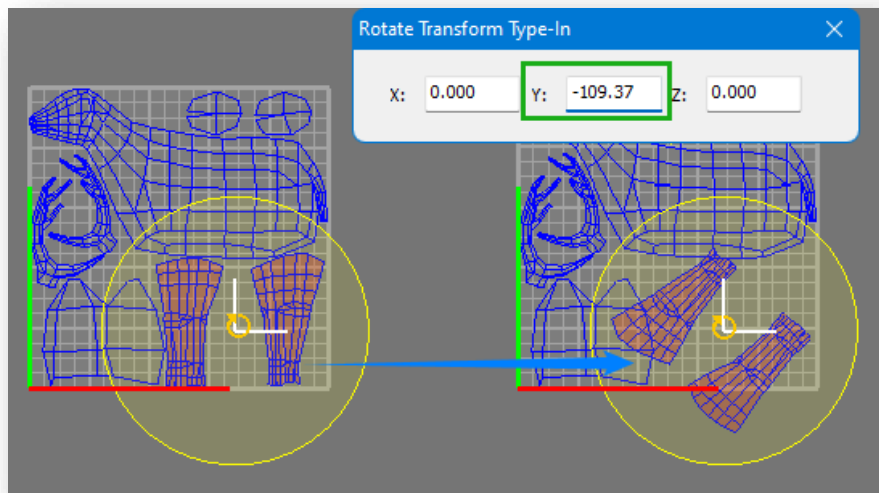 Rotate Transform Type-In
X: 0.000 Y: -109.37 Z: 0.000